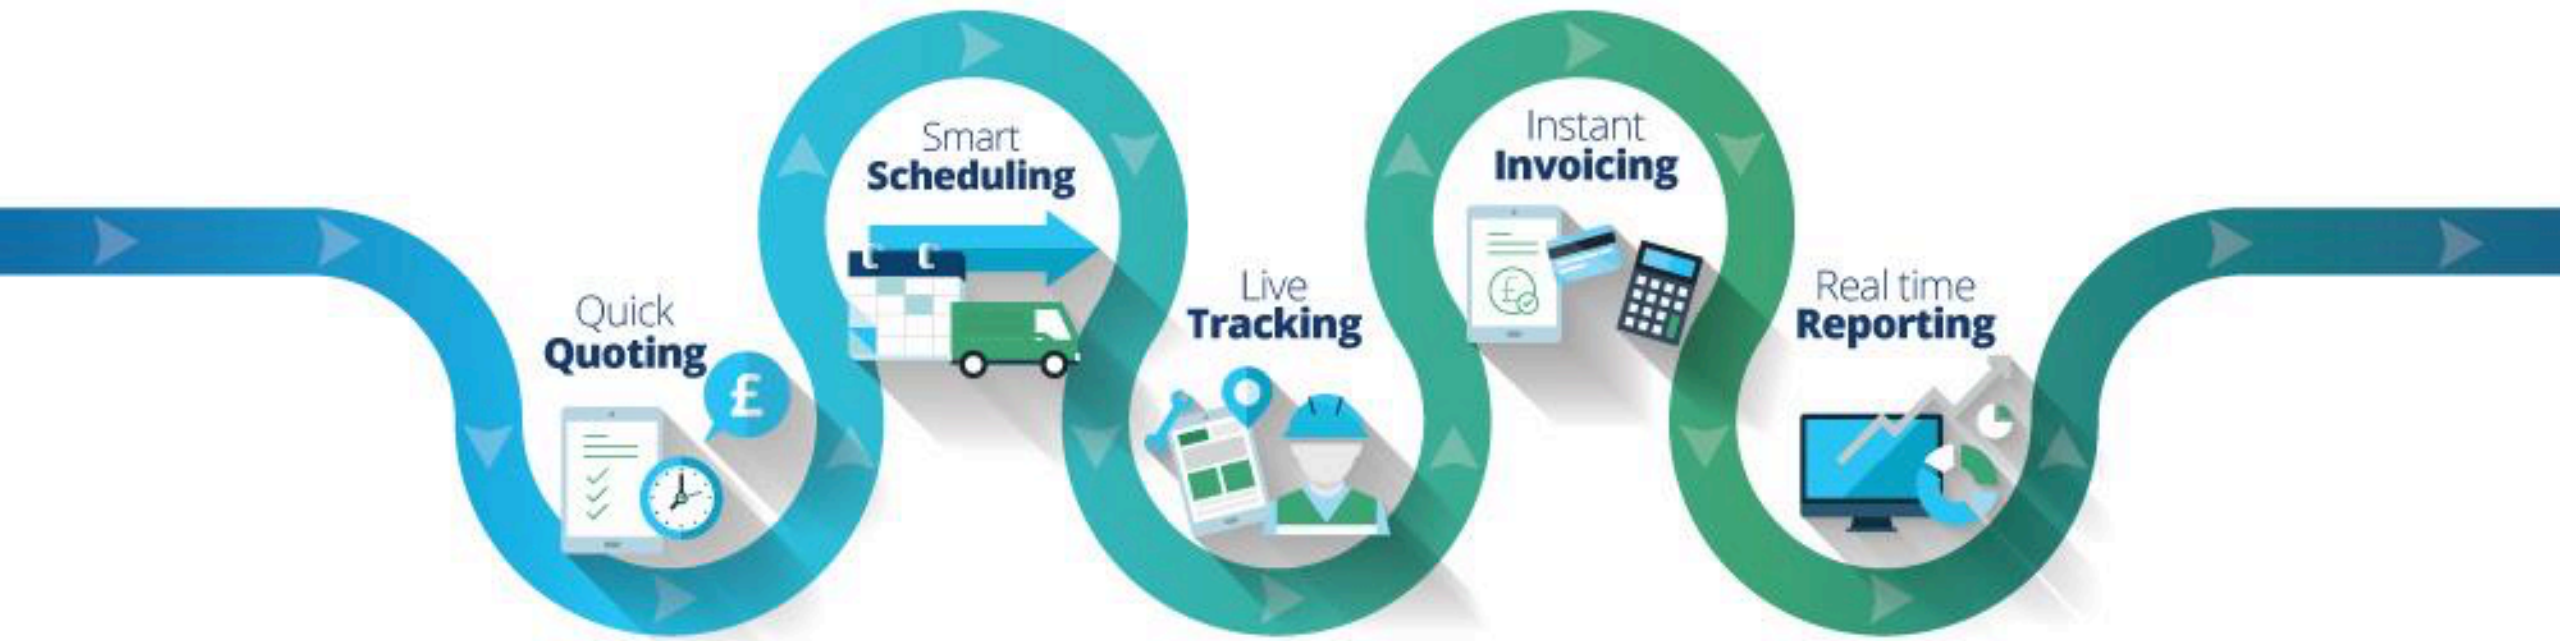 Quick
Quoting
£
Smart
Scheduling
Live
Tracking
Instant
Invoicing
£
Real time
Reporting